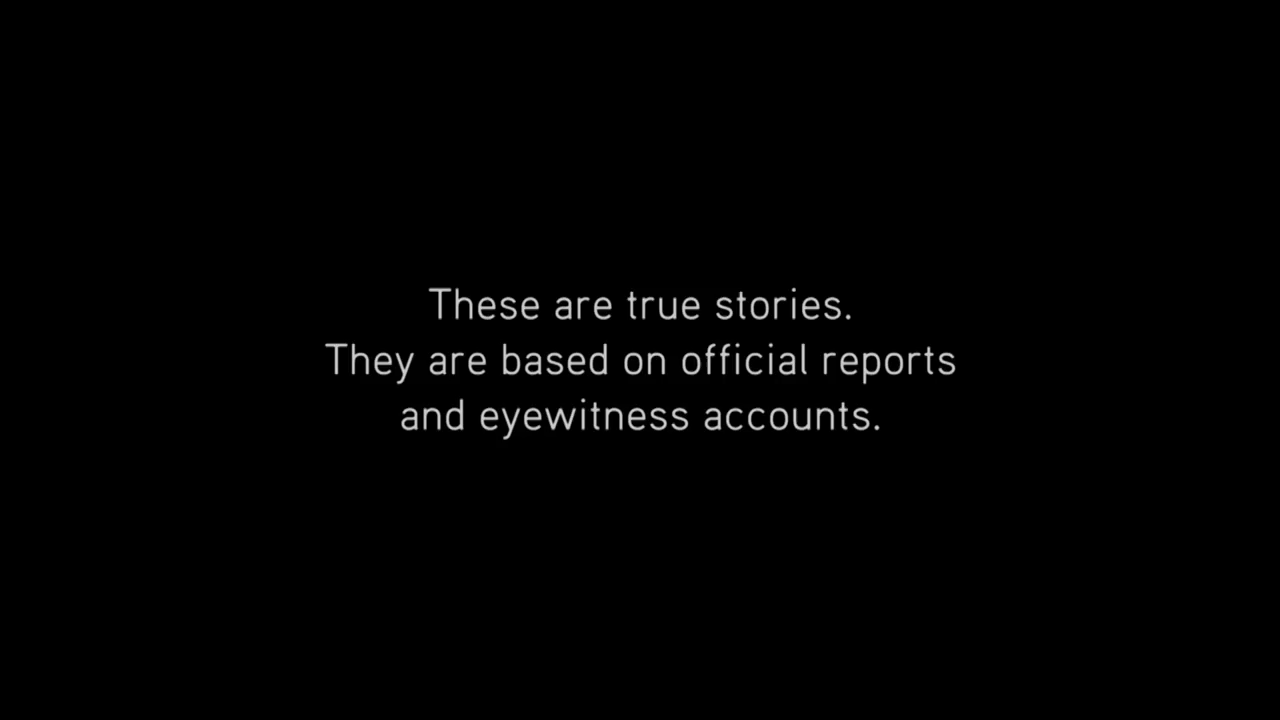 These are true stories.
They are based on official reports
and eyewitness accounts.